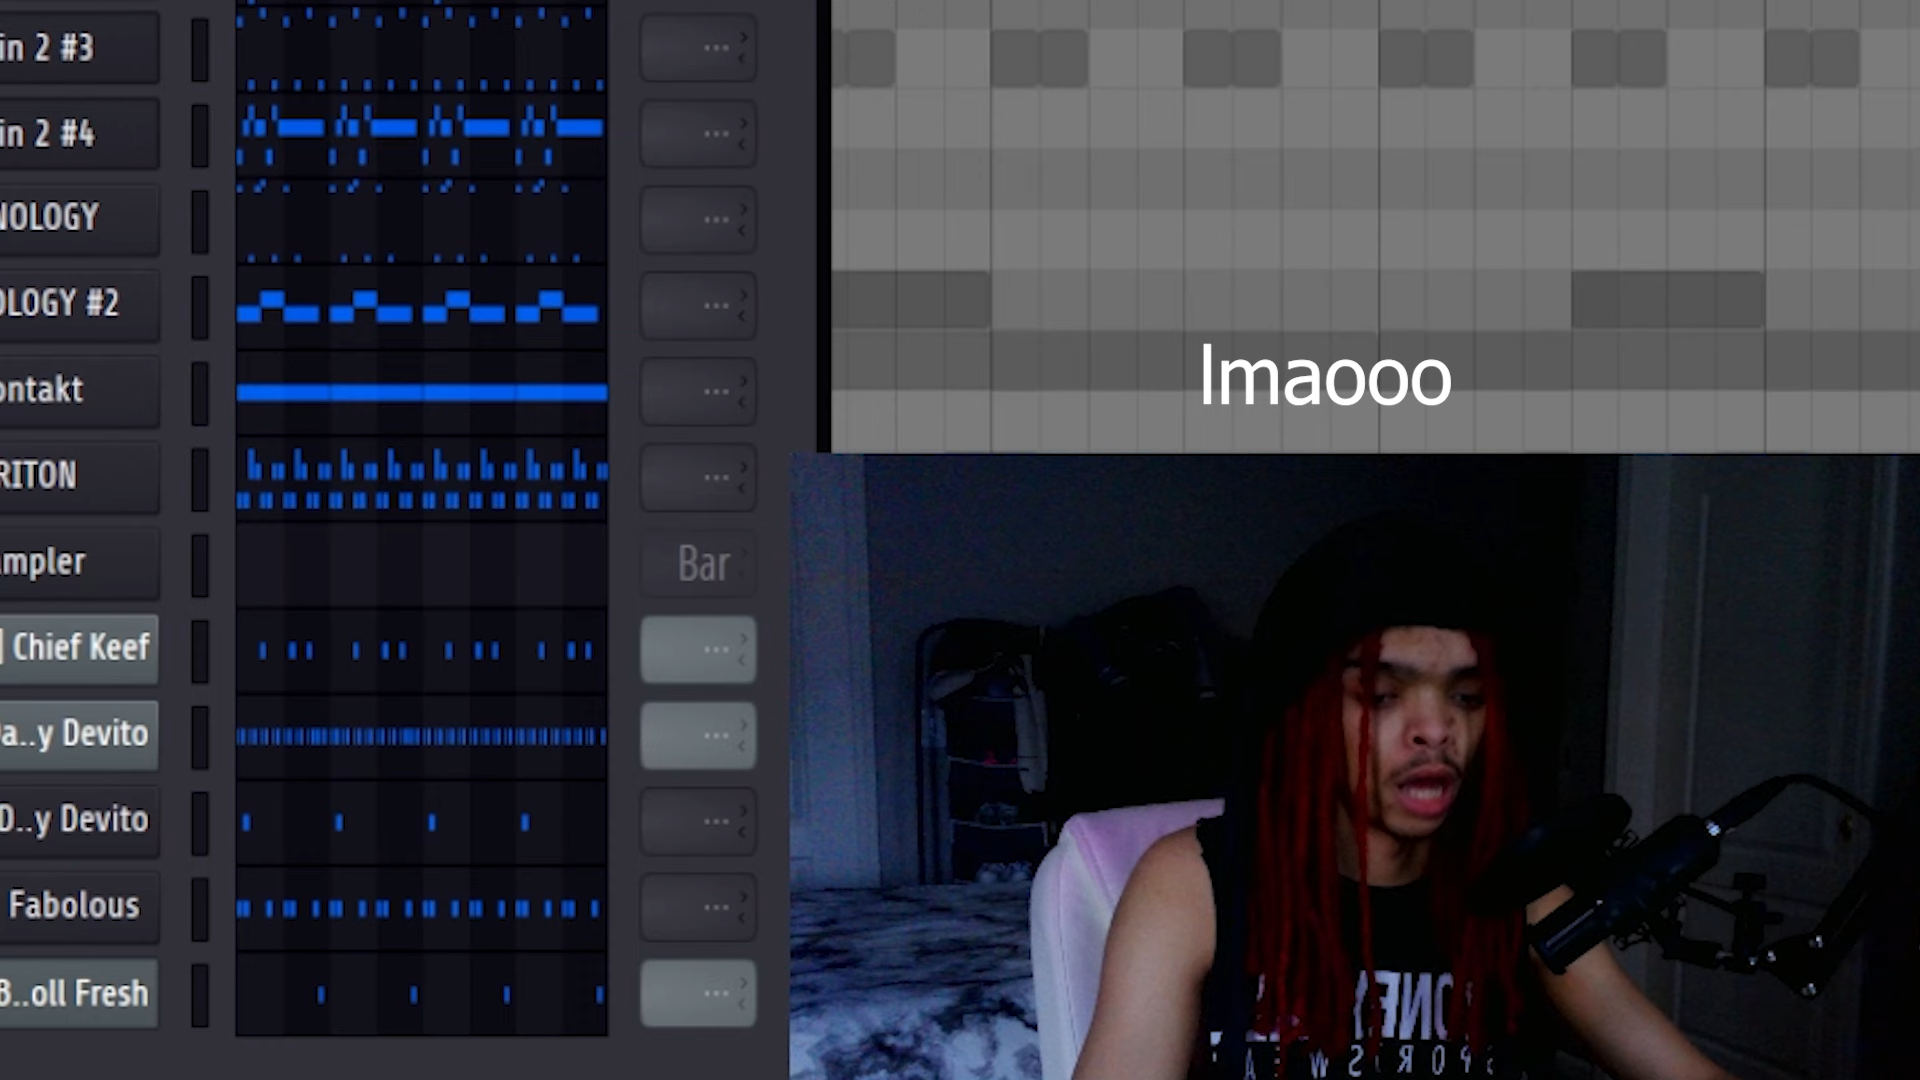 in 2 #3
in 2 #4
NOLOGY
OLOGY #2
ontakt
RITON
mpler
Bar
Chief Keef
a..y Devito
D..y Devito
Fabolous
B..oll Fresh
lmaooo